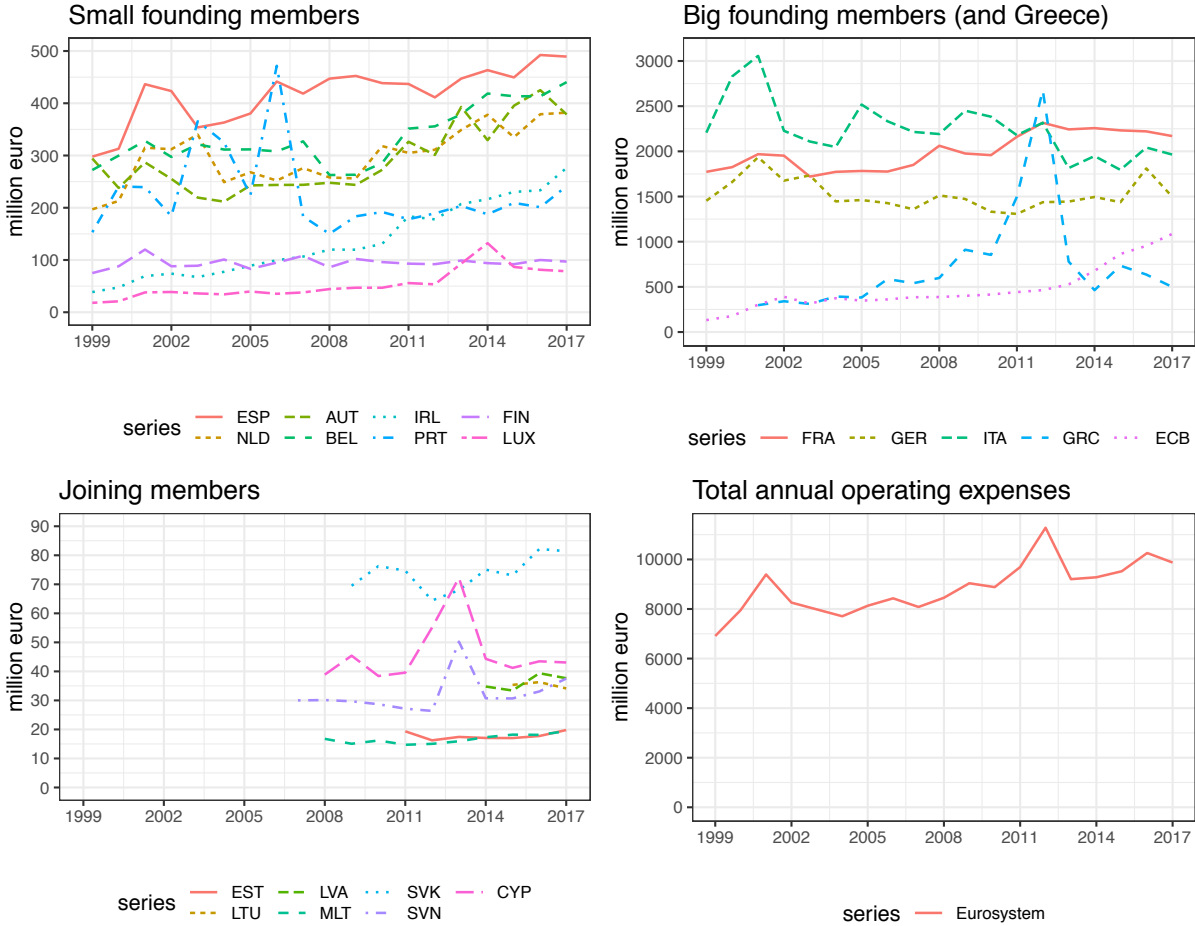 Small founding members
million euro
500
400
300
200
100
0
1999 2002 2005 2008 2011 2014 2017
series ESP AUT IRL FIN
NLD BEL PRT LUX
Big founding members (and Greece)
million euro
3000
2500
2000
1500
1000
500
0
1999 2002 2005 2008 2011 2014 2017
series FRA GER ITA GRC ECB
Joining members
million euro
90
80
70
60
50
40
30
20
10
0
1999 2002 2005 2008 2011 2014 2017
series EST LVA SVK CYP
LTU MLT SVN
Total annual operating expenses
million euro
10000
8000
6000
4000
2000
0
1999 2002 2005 2008 2011 2014 2017
series Eurosystem